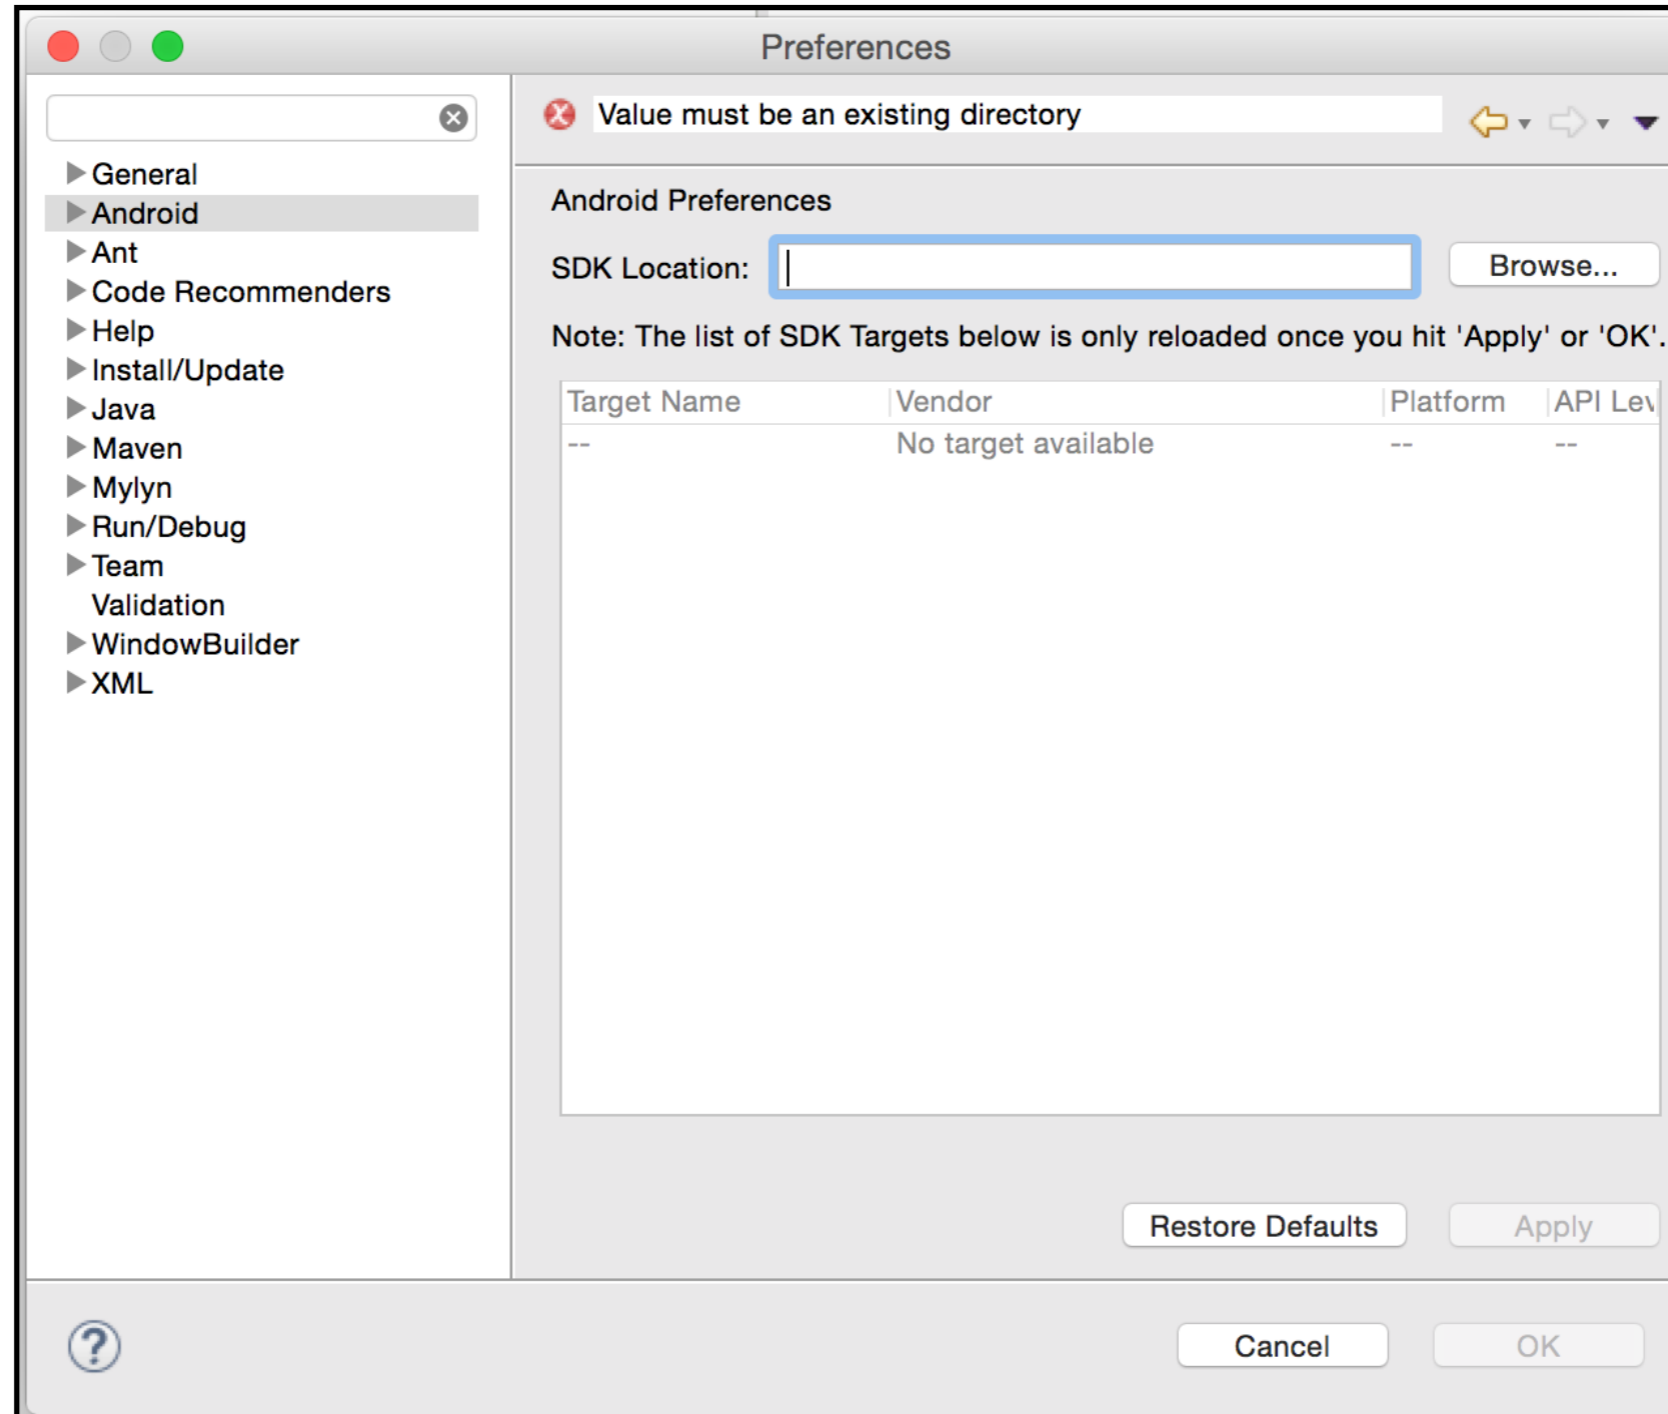 Preferences
Value must be an existing directory
General
Android
Ant
Code Recommenders
Help
Install/Update
Java
Maven
Mylyn
Run/Debug
Team
Validation
WindowBuilder
XML
Android Preferences
SDK Location:
Browse...
Note: The list of SDK Targets below is only reloaded once you hit 'Apply' or 'OK'.
Target Name Vendor Platform API Lev
-- No target available -- --
Restore Defaults Apply
? Cancel OK